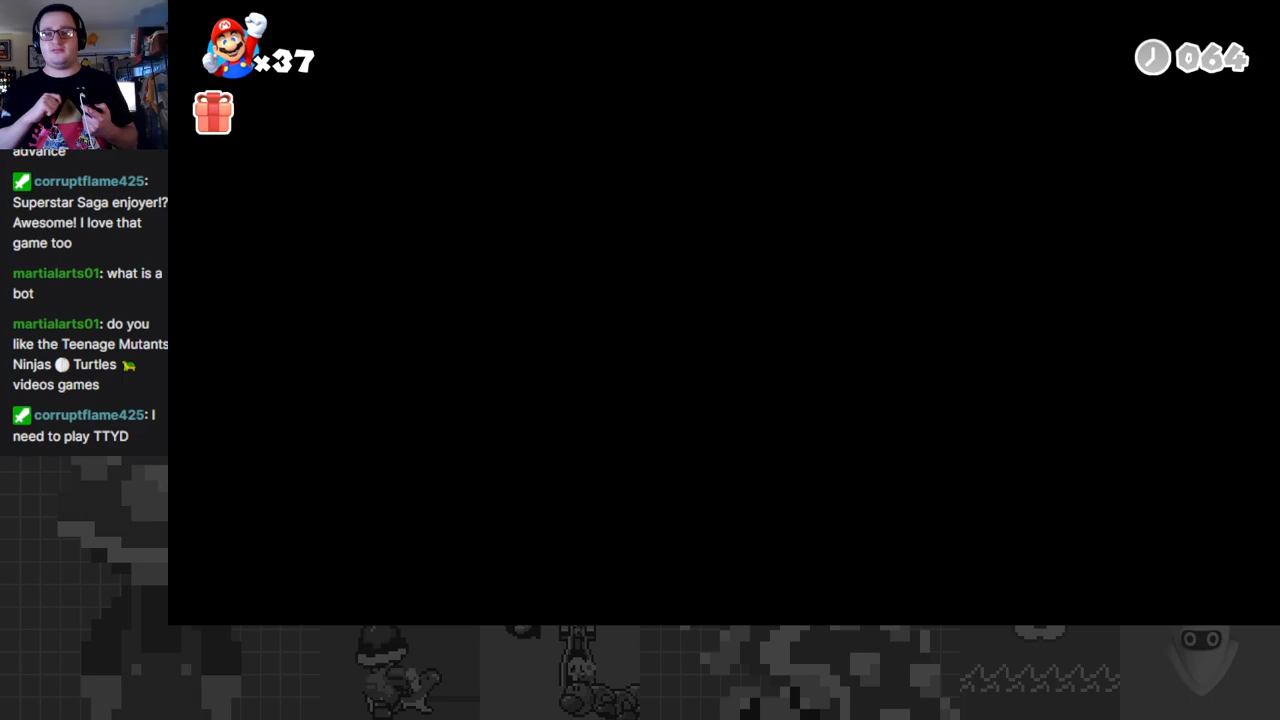 ×37
064
advance
corruptflame425:
Superstar Saga enjoyer!?
Awesome! I love that
game too
martialarts01: what is a
bot
martialarts01: do you
like the Teenage Mutants
Ninjas Turtles
videos games
corruptflame425: I
need to play TTYD